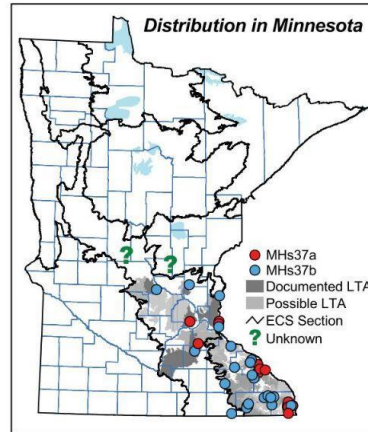 Distribution in Minnesota
?
?
MHs37a
MHs37b
Documented LTA
Possible LTA
ECS Section
? Unknown